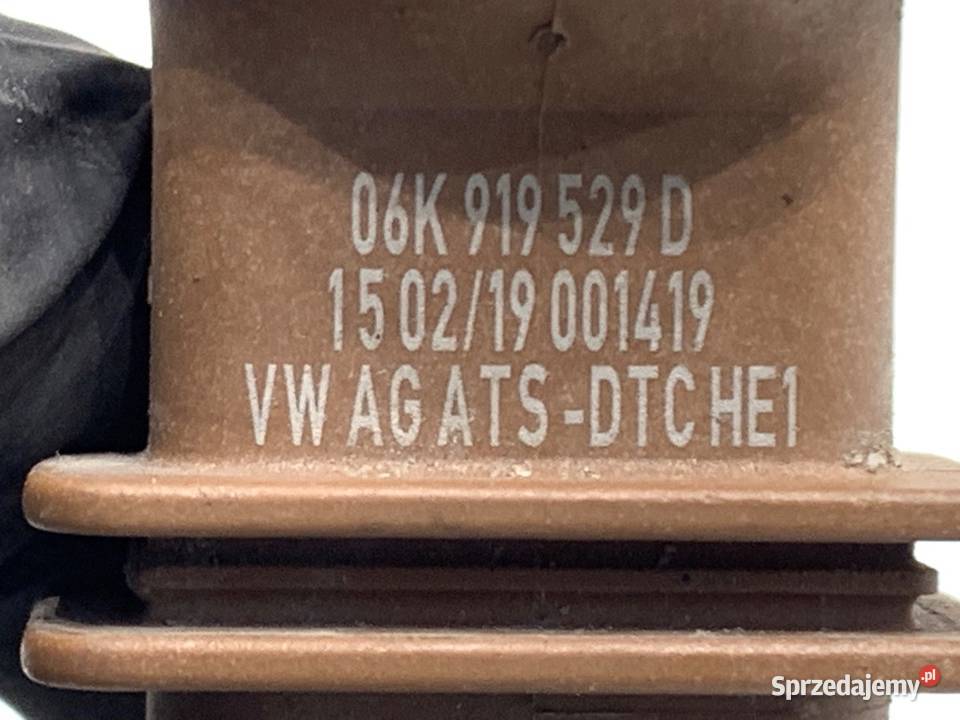 06K 919 529 D
15 02/19 001419
VW AG ATS -DTC HE1
Sprzedajemy.pl